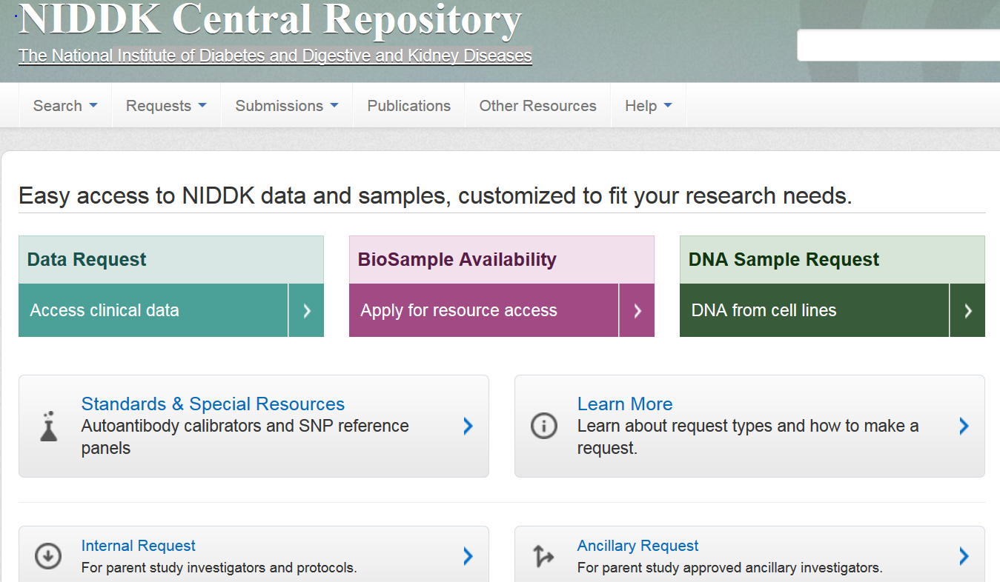 NIDDK Central Repository
The National Institute of Diabetes and Digestive and Kidney Diseases
Search
Requests
Submissions
Publications
Other Resources
Help
Easy access to NIDDK data and samples, customized to fit your research needs.
Data Request
Access clinical data
BioSample Availability
Apply for resource access
DNA Sample Request
DNA from cell lines
Standards & Special Resources
Autoantibody calibrators and SNP reference
panels
Learn More
Learn about request types and how to make a
request.
Internal Request
For parent study investigators and protocols.
Ancillary Request
For parent study approved ancillary investigators.